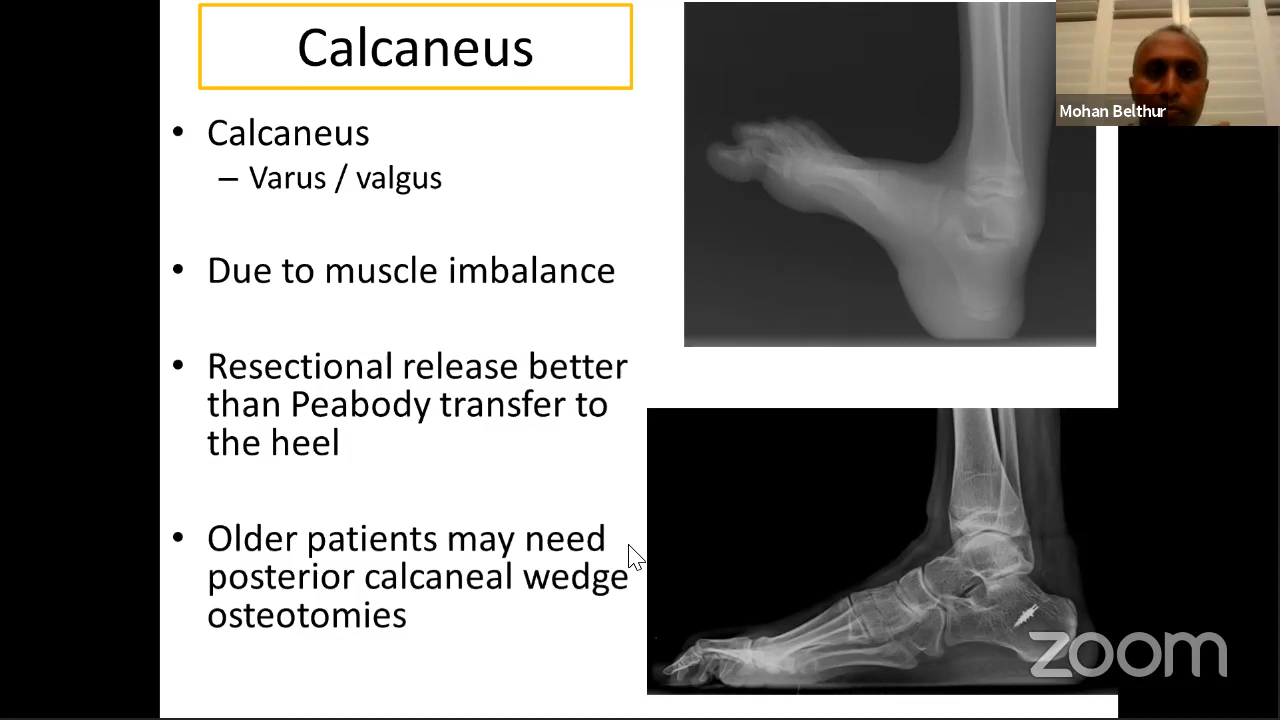 Calcaneus
• Calcaneus
– Varus / valgus
• Due to muscle imbalance
• Resectional release better
than Peabody transfer to
the heel
• Older patients may need
posterior calcaneal wedge
osteotomies
Mohan Belthur
zoom